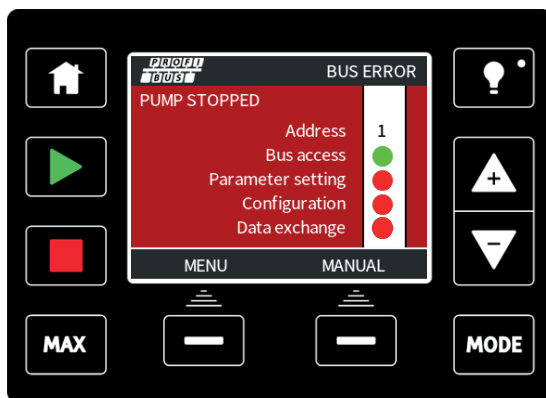 PROFI
BUS
BUS ERROR
PUMP STOPPED
Address 1
Bus access
Parameter setting
Configuration
Data exchange
MENU MANUAL
+
-
MAX
MODE